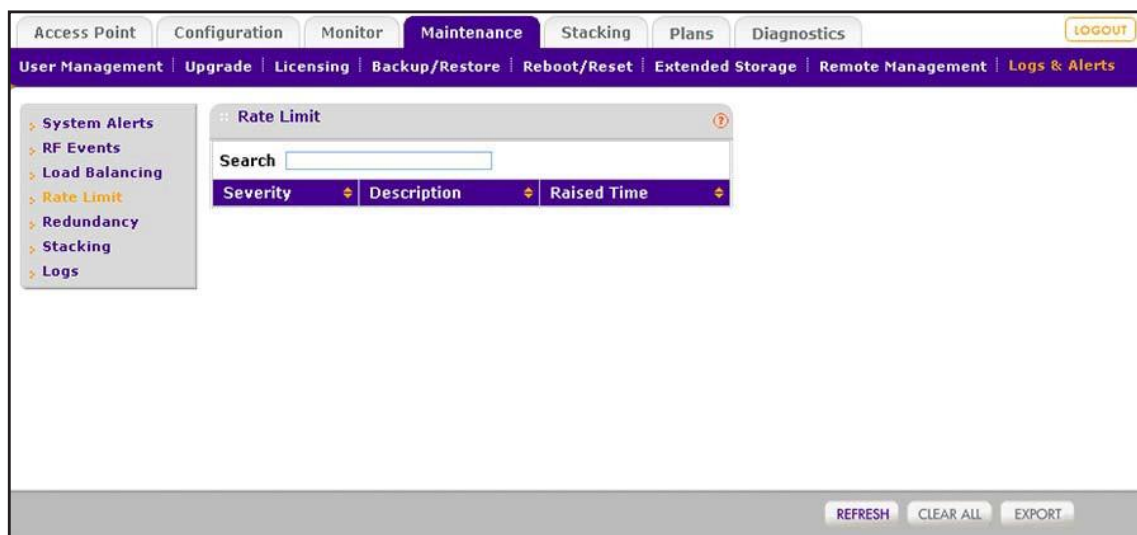 Access Point Configuration Monitor Maintenance Stacking Plans Diagnostics LOGOUT
User Management Upgrade Licensing Backup/Restore Reboot/Reset Extended Storage Remote Management Logs & Alerts
System Alerts
RF Events
Load Balancing
Rate Limit
Redundancy
Stacking
Logs
Rate Limit ?
Search
Severity Description Raised Time
REFRESH CLEAR ALL EXPORT